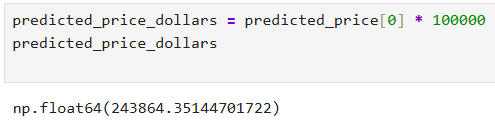 predicted_price_dollars = predicted_price[0] * 100000
predicted_price_dollars
np.float64(243864.35144701722)